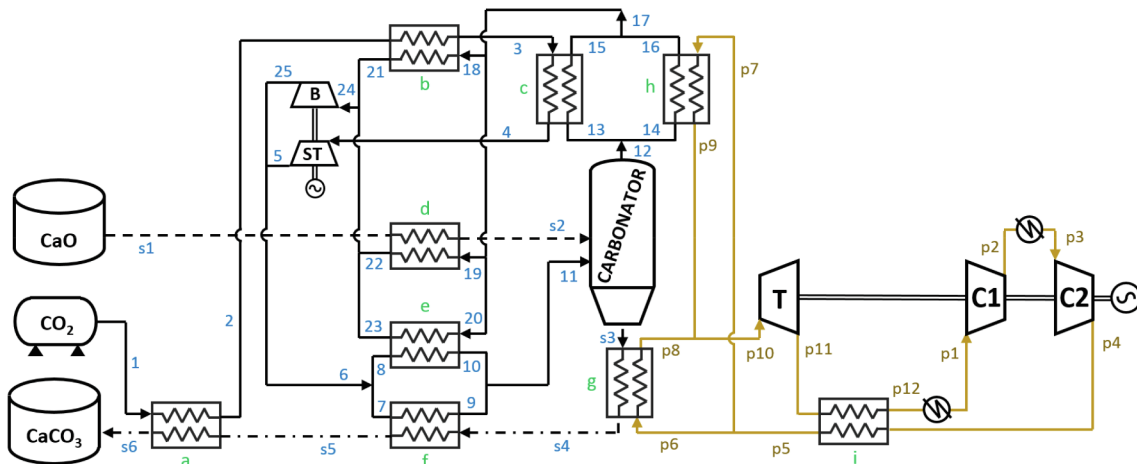 17
3
15
16
25
21
18
p7
B
24
b
c
h
4
13
14
p9
5
ST
12
CARBONATOR
d
CaO
s1
s2
22
19
11
p2
p3
T
C1
C2
e
CO2
2
23
20
s3
p8
p10
p11
p1
p4
1
8
10
6
g
p12
7
9
CaCO3
s6
s5
s4
p6
p5
a
f
i